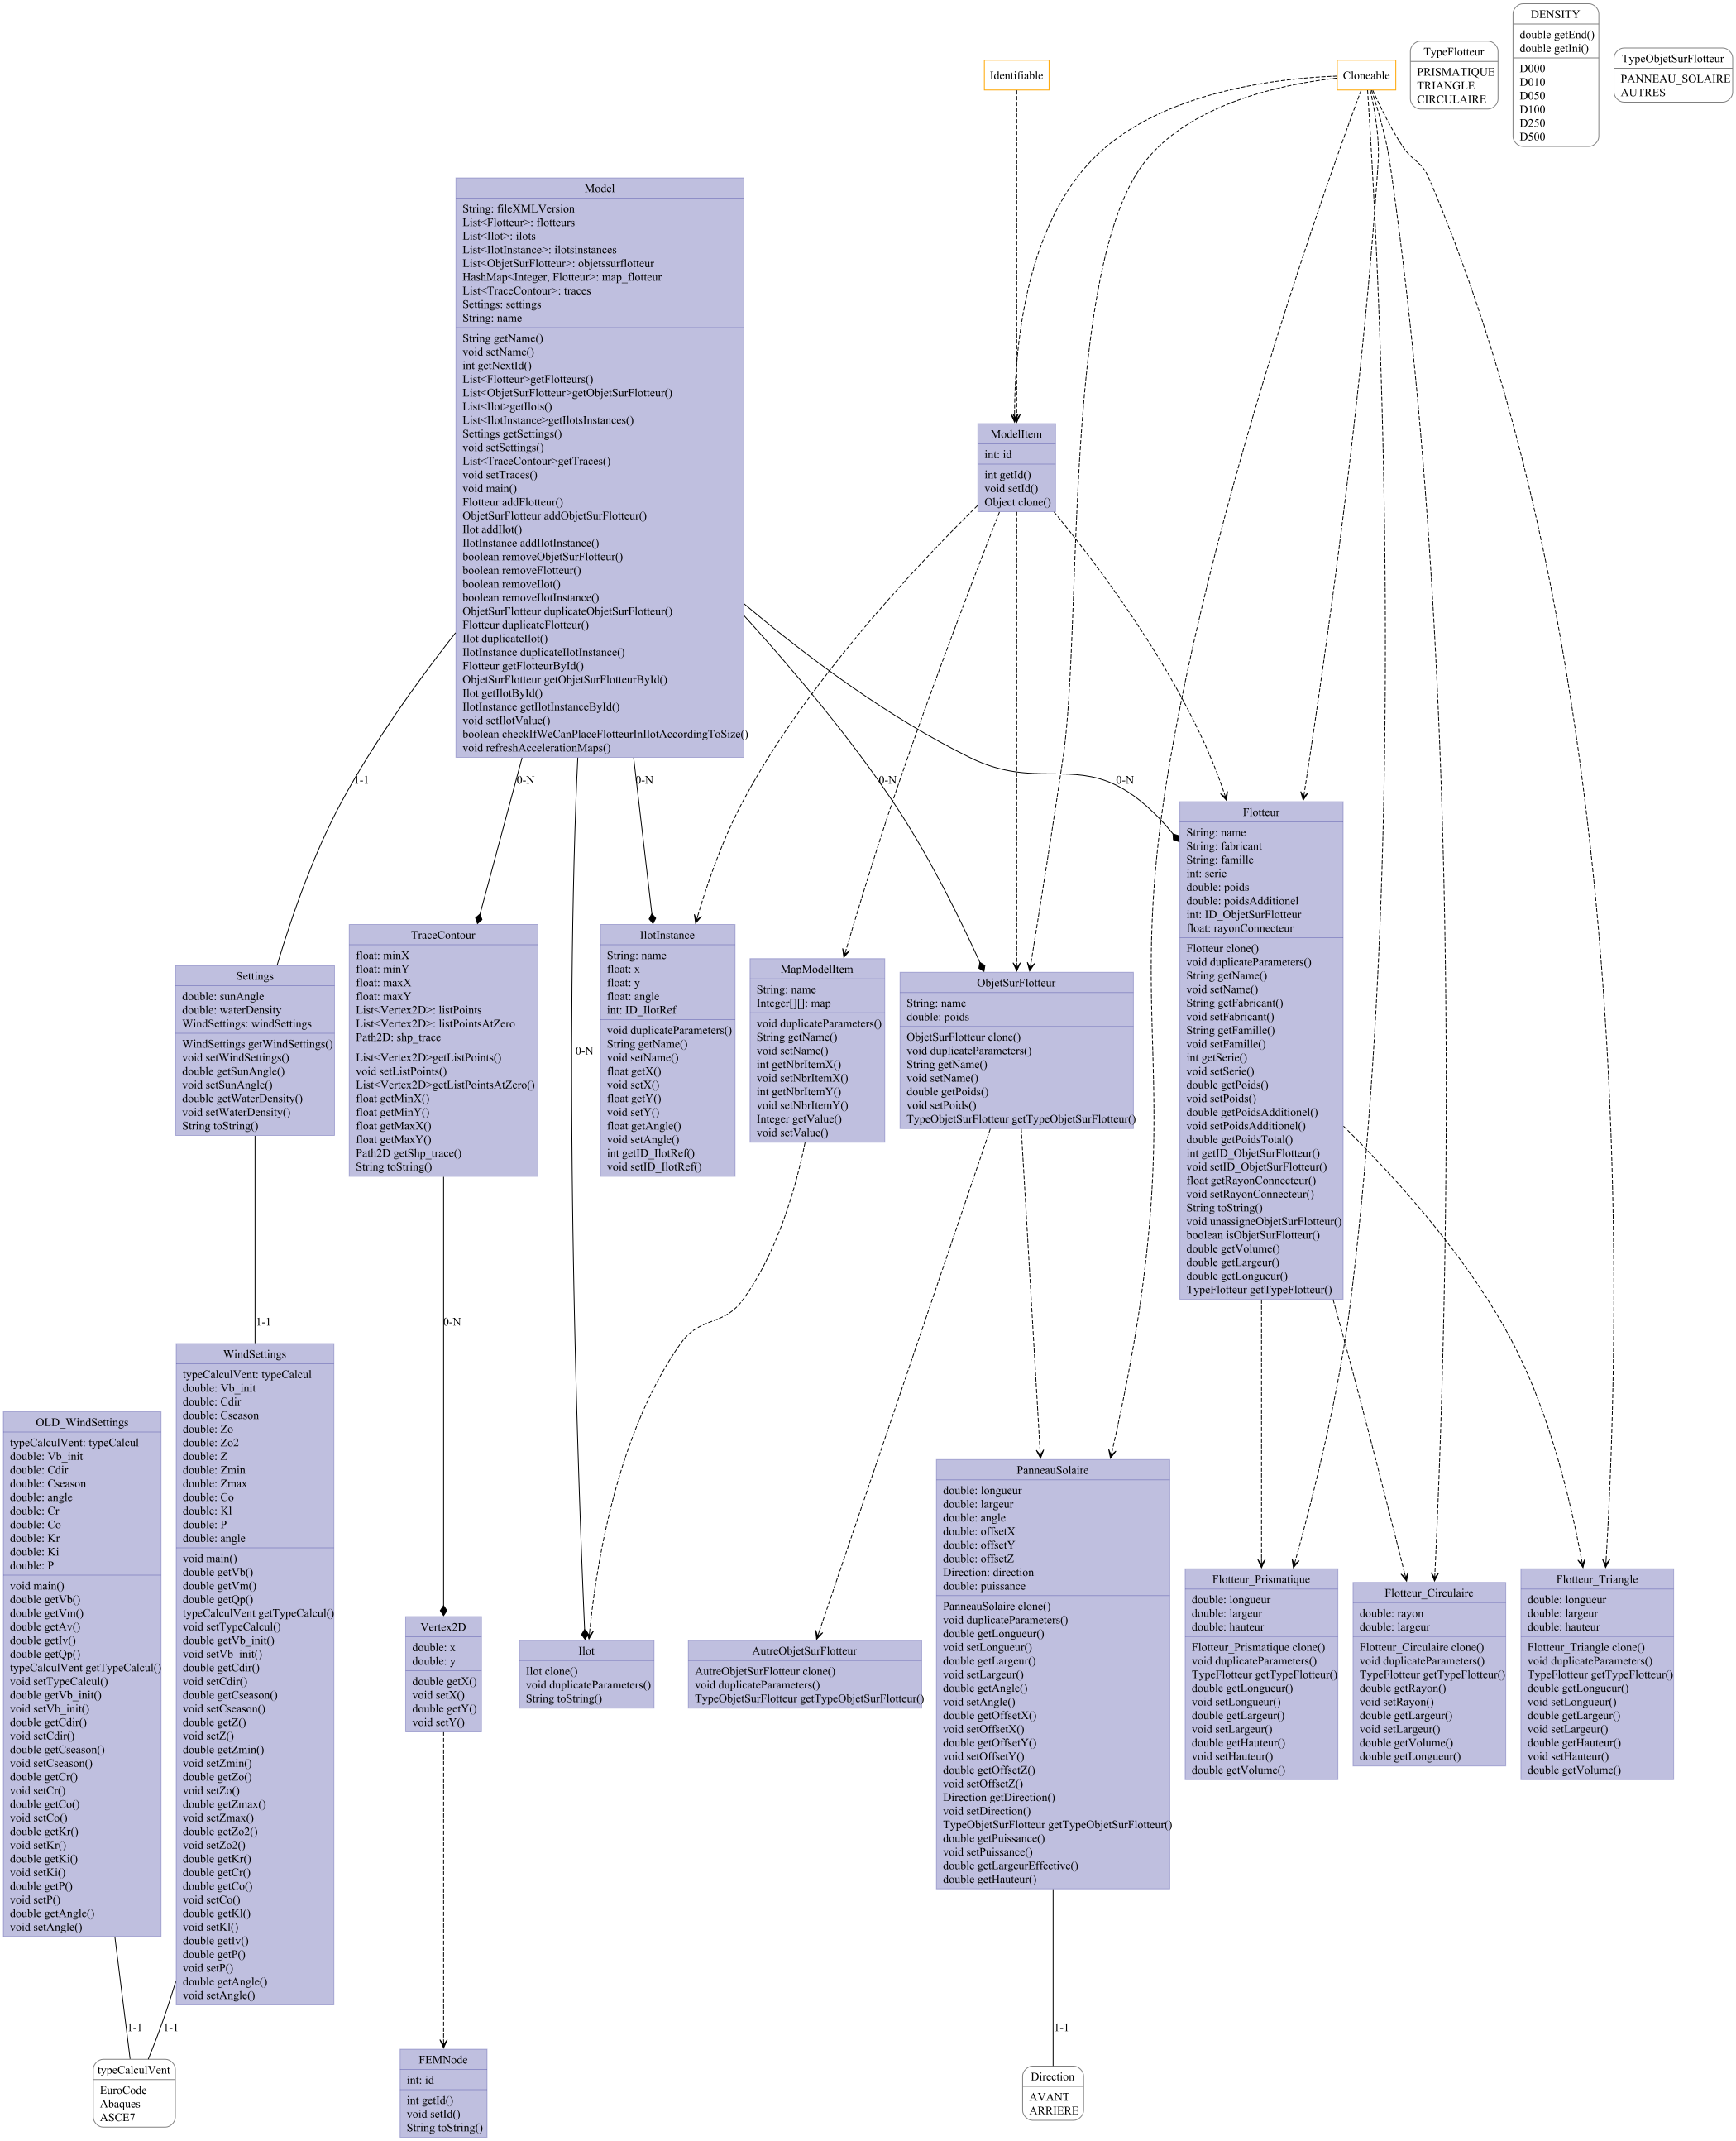 DENSITY
double getEnd()
double getIni()
D000
D010
D050
D100
D250
D500
TypeFlotteur
PRISMATIQUE
TRIANGLE
CIRCULAIRE
TypeObjetSurFlotteur
PANNEAU_SOLAIRE
AUTRES
Identifiable
Cloneable
Model
String: fileXMLVersion
List<Flotteur>: flotteurs
List<Ilot>: ilots
List<IlotInstance>: ilotsinstances
List<ObjetSurFlotteur>: objetssurflotteur
HashMap<Integer, Flotteur>: map_flotteur
List<TraceContour>: traces
Settings: settings
String: name
String getName()
void setName()
int getNextId()
List<Flotteur>getFlotteurs()
List<ObjetSurFlotteur>getObjetSurFlotteur()
List<Ilot>getIlots()
List<IlotInstance>getIlotsInstances()
Settings getSettings()
void setSettings()
List<TraceContour>getTraces()
void setTraces()
void main()
Flotteur addFlotteur()
ObjetSurFlotteur addObjetSurFlotteur()
Ilot addIlot()
IlotInstance addIlotInstance()
boolean removeObjetSurFlotteur()
boolean removeFlotteur()
boolean removeIlot()
boolean removeIlotInstance()
ObjetSurFlotteur duplicateObjetSurFlotteur()
Flotteur duplicateFlotteur()
Ilot duplicateIlot()
IlotInstance duplicateIlotInstance()
Flotteur getFlotteurById()
ObjetSurFlotteur getObjetSurFlotteurById()
Ilot getIlotById()
IlotInstance getIlotInstanceById()
void setIlotValue()
boolean checkIfWeCanPlaceFlotteurInIlotAccordingToSize()
void refreshAccelerationMaps()
ModelItem
int: id
int getId()
void setId()
Object clone()
1-1
0-N
0-N
0-N
0-N
0-N
Flotteur
String: name
String: fabricant
String: famille
int: serie
double: poids
double: poidsAdditionel
int: ID_ObjetSurFlotteur
float: rayonConnecteur
Flotteur clone()
void duplicateParameters()
String getName()
void setName()
String getFabricant()
void setFabricant()
String getFamille()
void setFamille()
int getSerie()
void setSerie()
double getPoids()
void setPoids()
double getPoidsAdditionel()
void setPoidsAdditionel()
double getPoidsTotal()
int getID_ObjetSurFlotteur()
void setID_ObjetSurFlotteur()
float getRayonConnecteur()
void setRayonConnecteur()
String toString()
void unassigneObjetSurFlotteur()
boolean isObjetSurFlotteur()
double getVolume()
double getLargeur()
double getLongueur()
TypeFlotteur getTypeFlotteur()
Settings
double: sunAngle
double: waterDensity
WindSettings: windSettings
WindSettings getWindSettings()
void setWindSettings()
double getSunAngle()
void setSunAngle()
double getWaterDensity()
void setWaterDensity()
String toString()
TraceContour
float: minX
float: minY
float: maxX
float: maxY
List<Vertex2D>: listPoints
List<Vertex2D>: listPointsAtZero
Path2D: shp_trace
List<Vertex2D>getListPoints()
void setListPoints()
List<Vertex2D>getListPointsAtZero()
float getMinX()
float getMinY()
float getMaxX()
float getMaxY()
Path2D getShp_trace()
String toString()
IlotInstance
String: name
float: x
float: y
float: angle
int: ID_IlotRef
void duplicateParameters()
String getName()
void setName()
float getX()
void setX()
float getY()
void setY()
float getAngle()
void setAngle()
int getID_IlotRef()
void setID_IlotRef()
MapModelItem
String: name
Integer[][]: map
void duplicateParameters()
String getName()
void setName()
int getNbrItemX()
void setNbrItemX()
int getNbrItemY()
void setNbrItemY()
Integer getValue()
void setValue()
ObjetSurFlotteur
String: name
double: poids
ObjetSurFlotteur clone()
void duplicateParameters()
String getName()
void setName()
double getPoids()
void setPoids()
TypeObjetSurFlotteur getTypeObjetSurFlotteur()
1-1
0-N
OLD_WindSettings
typeCalculVent: typeCalcul
double: Vb_init
double: Cdir
double: Cseason
double: angle
double: Cr
double: Co
double: Kr
double: Ki
double: P
void main()
double getVb()
double getVm()
double getAv()
double getIv()
double getQp()
typeCalculVent getTypeCalcul()
void setTypeCalcul()
double getVb_init()
void setVb_init()
double getCdir()
void setCdir()
double getCseason()
void setCseason()
double getCr()
void setCr()
double getCo()
void setCo()
double getKr()
void setKr()
double getKi()
void setKi()
double getP()
void setP()
double getAngle()
void setAngle()
WindSettings
typeCalculVent: typeCalcul
double: Vb_init
double: Cdir
double: Cseason
double: Zo
double: Zo2
double: Z
double: Zmin
double: Zmax
double: Co
double: Kl
double: P
double: angle
void main()
double getVb()
double getVm()
double getQp()
typeCalculVent getTypeCalcul()
void setTypeCalcul()
double getVb_init()
void setVb_init()
double getCdir()
void setCdir()
double getCseason()
void setCseason()
double getZ()
void setZ()
double getZmin()
void setZmin()
double getZo()
void setZo()
double getZmax()
void setZmax()
double getZo2()
void setZo2()
double getKr()
double getCr()
double getCo()
void setCo()
double getKl()
void setKl()
double getIv()
double getP()
void setP()
double getAngle()
void setAngle()
Vertex2D
double: x
double: y
double getX()
void setX()
double getY()
void setY()
Ilot
Ilot clone()
void duplicateParameters()
String toString()
AutreObjetSurFlotteur
AutreObjetSurFlotteur clone()
void duplicateParameters()
TypeObjetSurFlotteur getTypeObjetSurFlotteur()
PanneauSolaire
double: longueur
double: largeur
double: angle
double: offsetX
double: offsetY
double: offsetZ
Direction: direction
double: puissance
PanneauSolaire clone()
void duplicateParameters()
double getLongueur()
void setLongueur()
double getLargeur()
void setLargeur()
double getAngle()
void setAngle()
double getOffsetX()
void setOffsetX()
double getOffsetY()
void setOffsetY()
double getOffsetZ()
void setOffsetZ()
Direction getDirection()
void setDirection()
TypeObjetSurFlotteur getTypeObjetSurFlotteur()
double getPuissance()
void setPuissance()
double getLargeurEffective()
double getHauteur()
Flotteur_Prismatique
double: longueur
double: largeur
double: hauteur
Flotteur_Prismatique clone()
void duplicateParameters()
TypeFlotteur getTypeFlotteur()
double getLongueur()
void setLongueur()
double getLargeur()
void setLargeur()
double getHauteur()
void setHauteur()
double getVolume()
Flotteur_Circulaire
double: rayon
double: largeur
Flotteur_Circulaire clone()
void duplicateParameters()
TypeFlotteur getTypeFlotteur()
double getRayon()
void setRayon()
double getLargeur()
void setLargeur()
double getVolume()
double getLongueur()
Flotteur_Triangle
double: longueur
double: largeur
double: hauteur
Flotteur_Triangle clone()
void duplicateParameters()
TypeFlotteur getTypeFlotteur()
double getLongueur()
void setLongueur()
double getLargeur()
void setLargeur()
double getHauteur()
void setHauteur()
double getVolume()
1-1
1-1
1-1
typeCalculVent
EuroCode
Abaques
ASCE7
FEMNode
int: id
int getId()
void setId()
String toString()
Direction
AVANT
ARRIERE